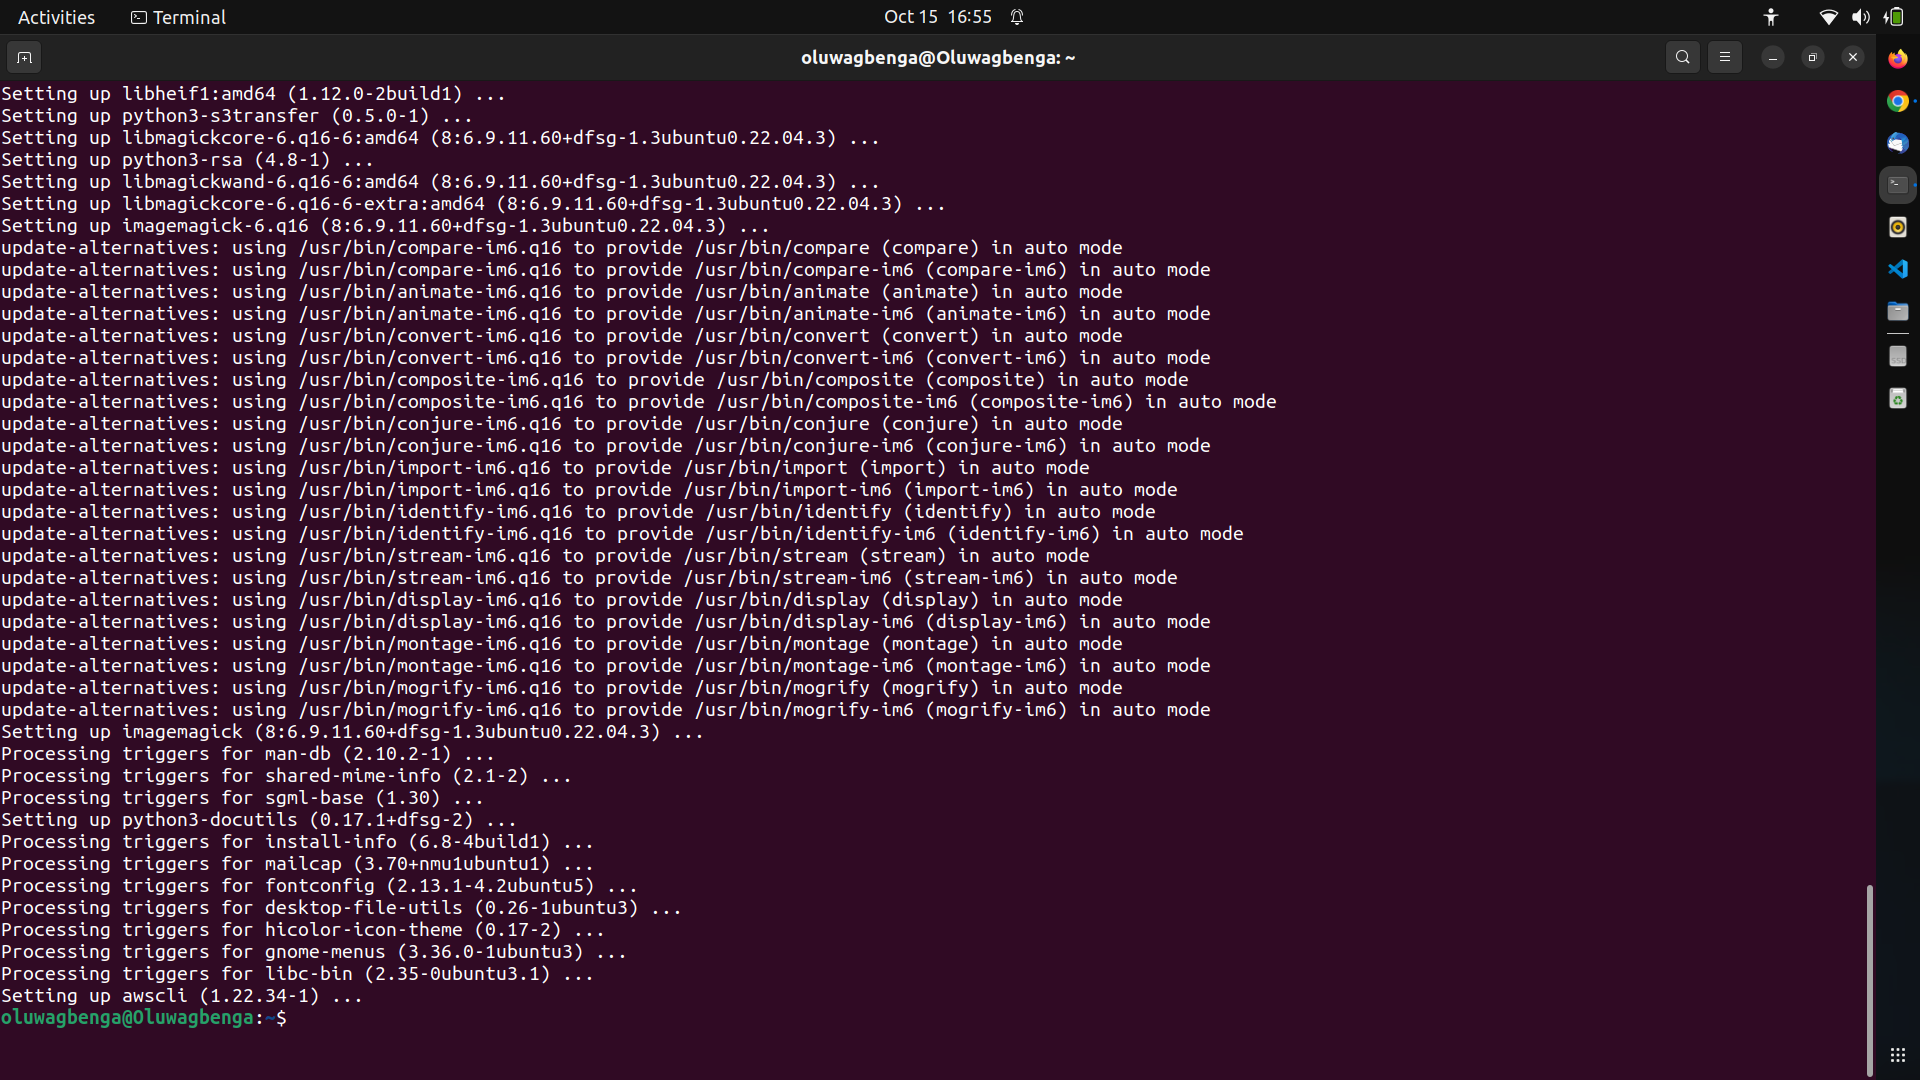 Activities Terminal Oct 15 16:55
oluwagbenga@Oluwagbenga: ~
Setting up libheif1:amd64 (1.12.0-2build1) ...
Setting up python3-s3transfer (0.5.0-1) ...
Setting up libmagickcore-6.q16-6:amd64 (8:6.9.11.60+dfsg-1.3ubuntu0.22.04.3) ...
Setting up python3-rsa (4.8-1) ...
Setting up libmagickwand-6.q16-6:amd64 (8:6.9.11.60+dfsg-1.3ubuntu0.22.04.3) ...
Setting up libmagickcore-6.q16-6-extra:amd64 (8:6.9.11.60+dfsg-1.3ubuntu0.22.04.3) ...
Setting up imagemagick-6.q16 (8:6.9.11.60+dfsg-1.3ubuntu0.22.04.3) ...
update-alternatives: using /usr/bin/compare-im6.q16 to provide /usr/bin/compare (compare) in auto mode
update-alternatives: using /usr/bin/compare-im6.q16 to provide /usr/bin/compare-im6 (compare-im6) in auto mode
update-alternatives: using /usr/bin/animate-im6.q16 to provide /usr/bin/animate (animate) in auto mode
update-alternatives: using /usr/bin/animate-im6.q16 to provide /usr/bin/animate-im6 (animate-im6) in auto mode
update-alternatives: using /usr/bin/convert-im6.q16 to provide /usr/bin/convert (convert) in auto mode
update-alternatives: using /usr/bin/convert-im6.q16 to provide /usr/bin/convert-im6 (convert-im6) in auto mode
update-alternatives: using /usr/bin/composite-im6.q16 to provide /usr/bin/composite (composite) in auto mode
update-alternatives: using /usr/bin/composite-im6.q16 to provide /usr/bin/composite-im6 (composite-im6) in auto mode
update-alternatives: using /usr/bin/conjure-im6.q16 to provide /usr/bin/conjure (conjure) in auto mode
update-alternatives: using /usr/bin/conjure-im6.q16 to provide /usr/bin/conjure-im6 (conjure-im6) in auto mode
update-alternatives: using /usr/bin/import-im6.q16 to provide /usr/bin/import (import) in auto mode
update-alternatives: using /usr/bin/import-im6.q16 to provide /usr/bin/import-im6 (import-im6) in auto mode
update-alternatives: using /usr/bin/identify-im6.q16 to provide /usr/bin/identify (identify) in auto mode
update-alternatives: using /usr/bin/identify-im6.q16 to provide /usr/bin/identify-im6 (identify-im6) in auto mode
update-alternatives: using /usr/bin/stream-im6.q16 to provide /usr/bin/stream (stream) in auto mode
update-alternatives: using /usr/bin/stream-im6.q16 to provide /usr/bin/stream-im6 (stream-im6) in auto mode
update-alternatives: using /usr/bin/display-im6.q16 to provide /usr/bin/display (display) in auto mode
update-alternatives: using /usr/bin/display-im6.q16 to provide /usr/bin/display-im6 (display-im6) in auto mode
update-alternatives: using /usr/bin/montage-im6.q16 to provide /usr/bin/montage (montage) in auto mode
update-alternatives: using /usr/bin/montage-im6.q16 to provide /usr/bin/montage-im6 (montage-im6) in auto mode
update-alternatives: using /usr/bin/mogrify-im6.q16 to provide /usr/bin/mogrify (mogrify) in auto mode
update-alternatives: using /usr/bin/mogrify-im6.q16 to provide /usr/bin/mogrify-im6 (mogrify-im6) in auto mode
Setting up imagemagick (8:6.9.11.60+dfsg-1.3ubuntu0.22.04.3) ...
Processing triggers for man-db (2.10.2-1) ...
Processing triggers for shared-mime-info (2.1-2) ...
Processing triggers for sgml-base (1.30) ...
Setting up python3-docutils (0.17.1+dfsg-2) ...
Processing triggers for install-info (6.8-4build1) ...
Processing triggers for mailcap (3.70+nmu1ubuntu1) ...
Processing triggers for fontconfig (2.13.1-4.2ubuntu5) ...
Processing triggers for desktop-file-utils (0.26-1ubuntu3) ...
Processing triggers for hicolor-icon-theme (0.17-2) ...
Processing triggers for gnome-menus (3.36.0-1ubuntu3) ...
Processing triggers for libc-bin (2.35-0ubuntu3.1) ...
Setting up awscli (1.22.34-1) ...
oluwagbenga@Oluwagbenga:~$